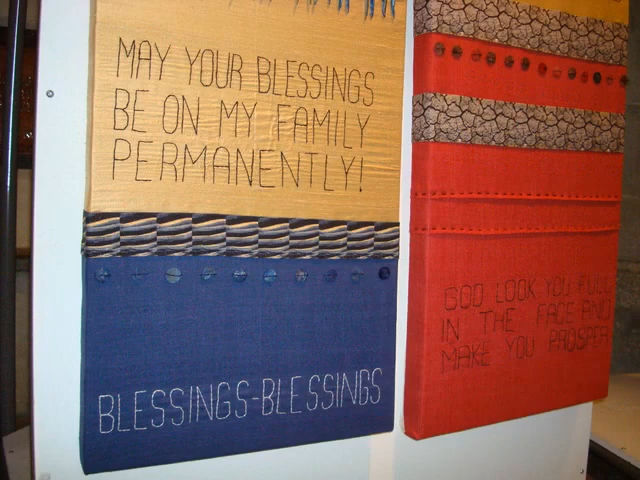 MAY YOUR BLESSINGS
BE ON MY FAMILY
PERMANENTLY!
BLESSINGS-BLESSINGS
GOD LOOK YOU FULL
IN THE FACE AND
MAKE YOU PROSPER